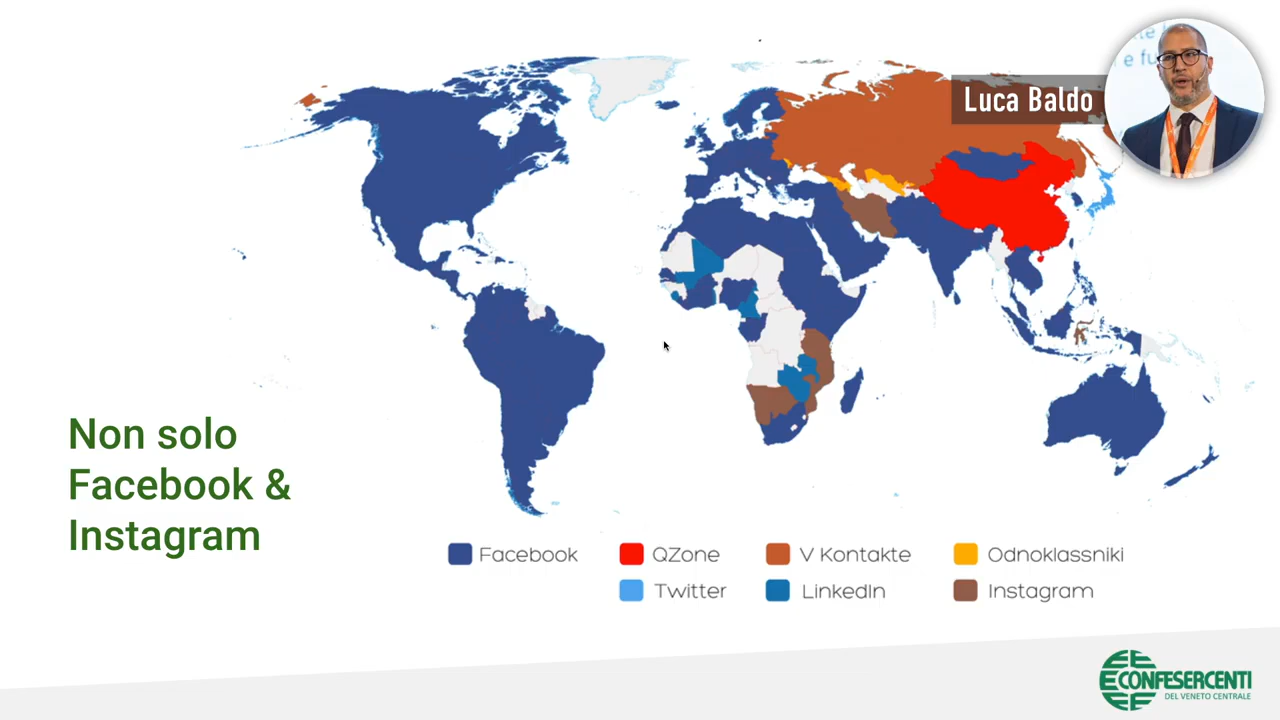 Luca Baldo
Non solo
Facebook &
Instagram
Facebook
QZone
V Kontakte
Odnoklassniki
Twitter
LinkedIn
Instagram
CONFESERCENTI
DEL VENETO CENTRALE